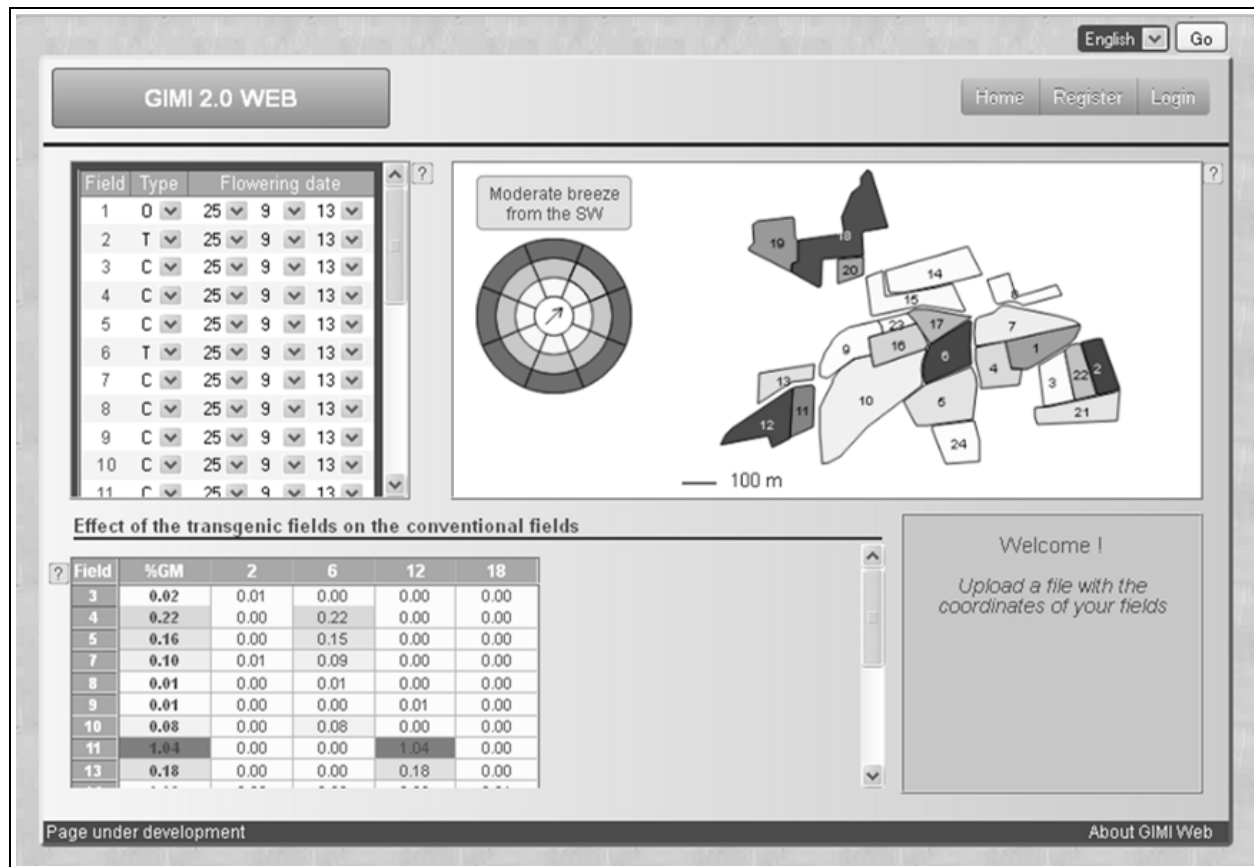 English Go
GIMI 2.0 WEB
Home Register Login
Field Type Flowering date
1 O 25 9 13
2 T 25 9 13
3 C 25 9 13
4 C 25 9 13
5 C 25 9 13
6 T 25 9 13
7 C 25 9 13
8 C 25 9 13
9 C 25 9 13
10 C 25 9 13
11 C 25 9 13
?
Moderate breeze
from the SW
?
19
18
20
14
15
8
23
17
7
9
16
6
1
4
13
3
22
2
10
5
11
12
21
24
100 m
Effect of the transgenic fields on the conventional fields
?
Field %GM 2 6 12 18
3 0.02 0.01 0.00 0.00 0.00
4 0.22 0.00 0.22 0.00 0.00
5 0.16 0.00 0.15 0.00 0.00
7 0.10 0.01 0.09 0.00 0.00
8 0.01 0.00 0.01 0.00 0.00
9 0.01 0.00 0.00 0.01 0.00
10 0.08 0.00 0.08 0.00 0.00
11 1.04 0.00 0.00 1.04 0.00
13 0.18 0.00 0.00 0.18 0.00
Welcome !
Upload a file with the
coordinates of your fields
Page under development
About GIMI Web